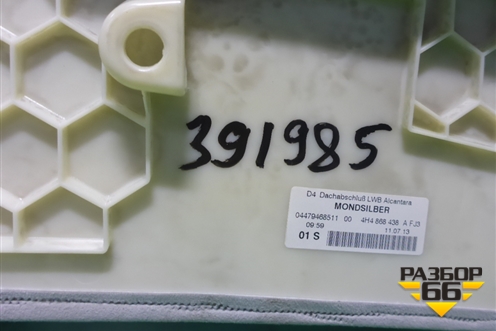 391985
D4 Dachabschluß LWB Alcantara
MONDSILBER
04479468511 00 4H4 868 438 A FJ3
09:59 11.07.13
01 S
РАЗБОР
66